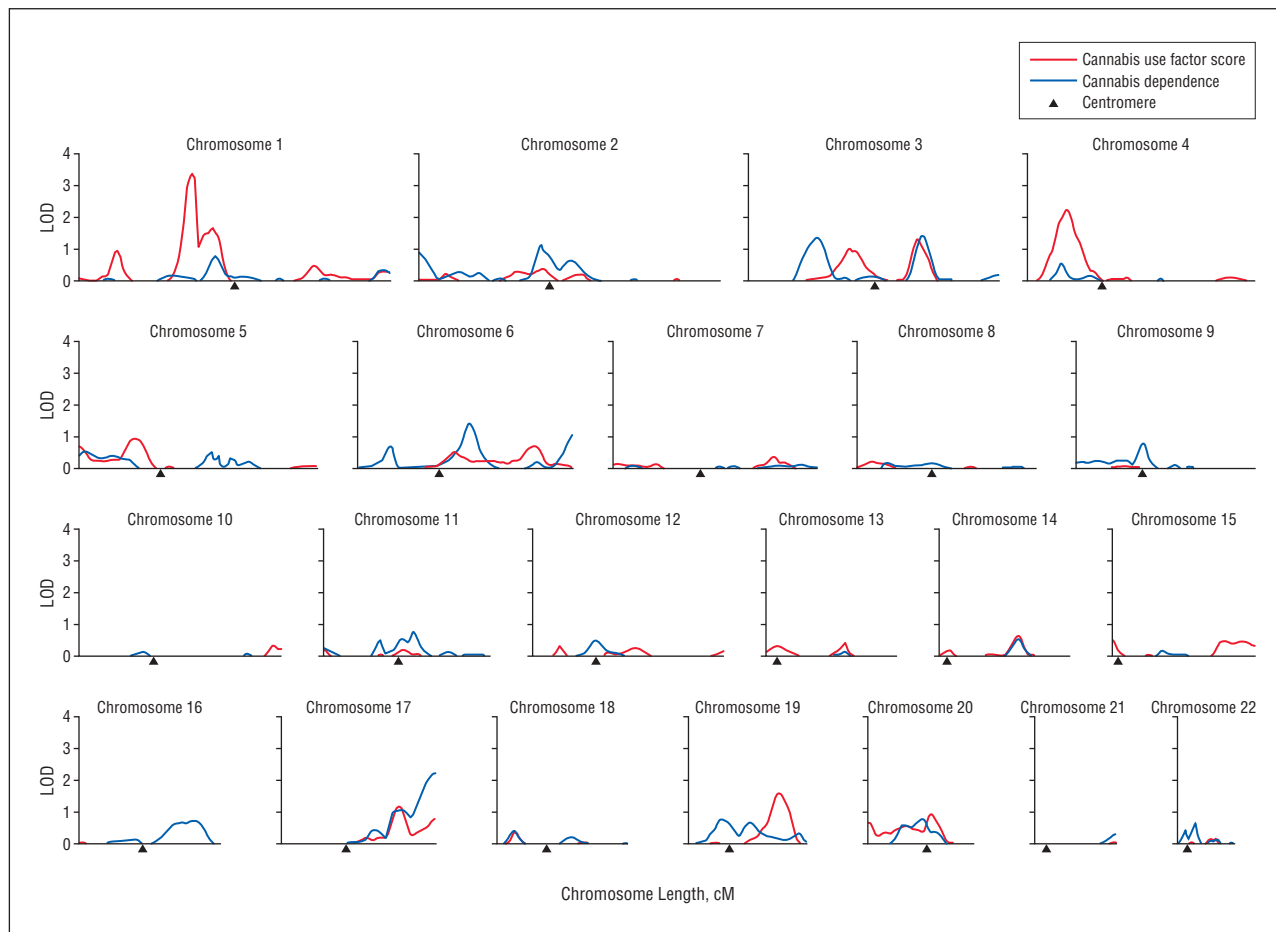 Cannabis use factor score
Cannabis dependence
Centromere
Chromosome 1
Chromosome 2
Chromosome 3
Chromosome 4
4
3
2
1
0
LOD
Chromosome 5
Chromosome 6
Chromosome 7
Chromosome 8
Chromosome 9
4
3
2
1
0
LOD
Chromosome 10
Chromosome 11
Chromosome 12
Chromosome 13
Chromosome 14
Chromosome 15
4
3
2
1
0
LOD
Chromosome 16
Chromosome 17
Chromosome 18
Chromosome 19
Chromosome 20
Chromosome 21
Chromosome 22
4
3
2
1
0
LOD
Chromosome Length, cM